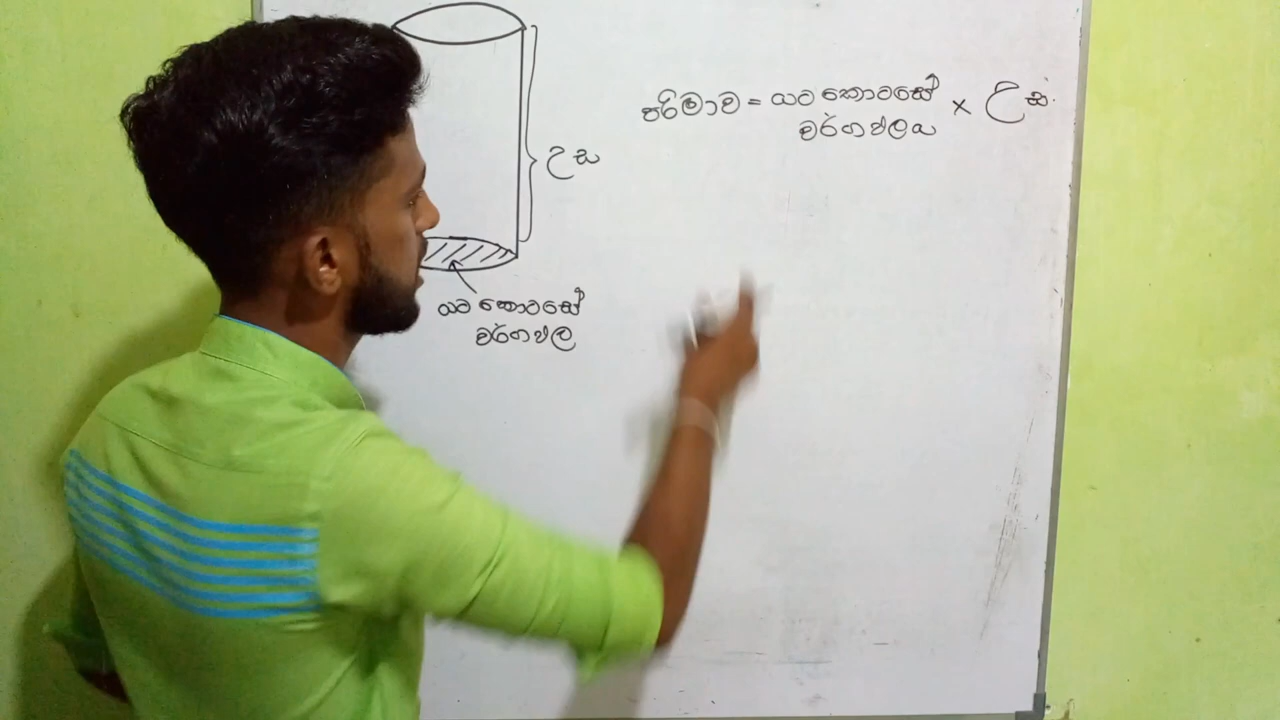 උස
යට කොටසේ
වර්ගඵල
පරිමාව = යට කොටසේ × උස.
වර්ගඵලය